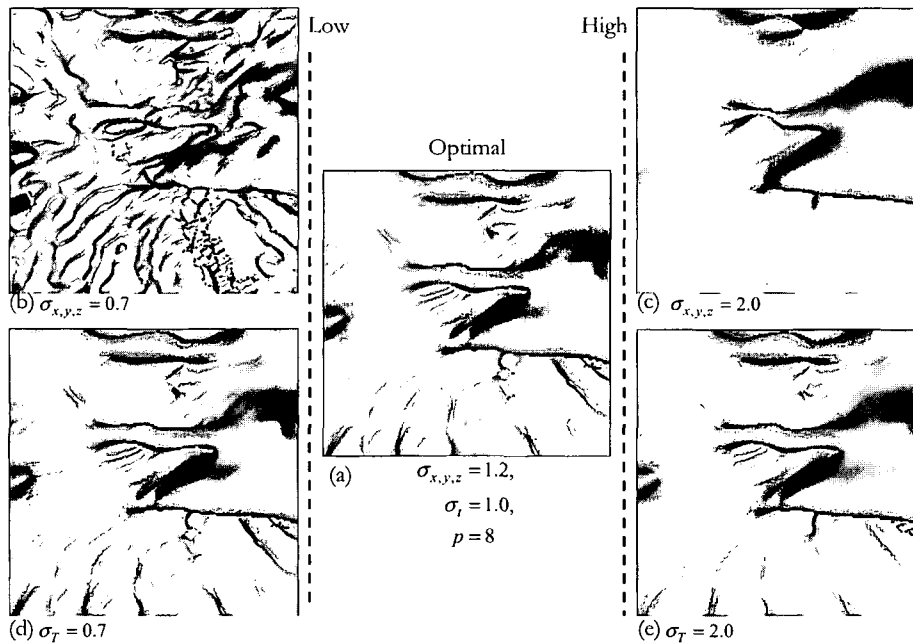 Low
High
Optimal
(b) σx,y,z = 0.7
(c) σx,y,z = 2.0
(a) σx,y,z = 1.2,
σt = 1.0,
p = 8
(d) σT = 0.7
(e) σT = 2.0